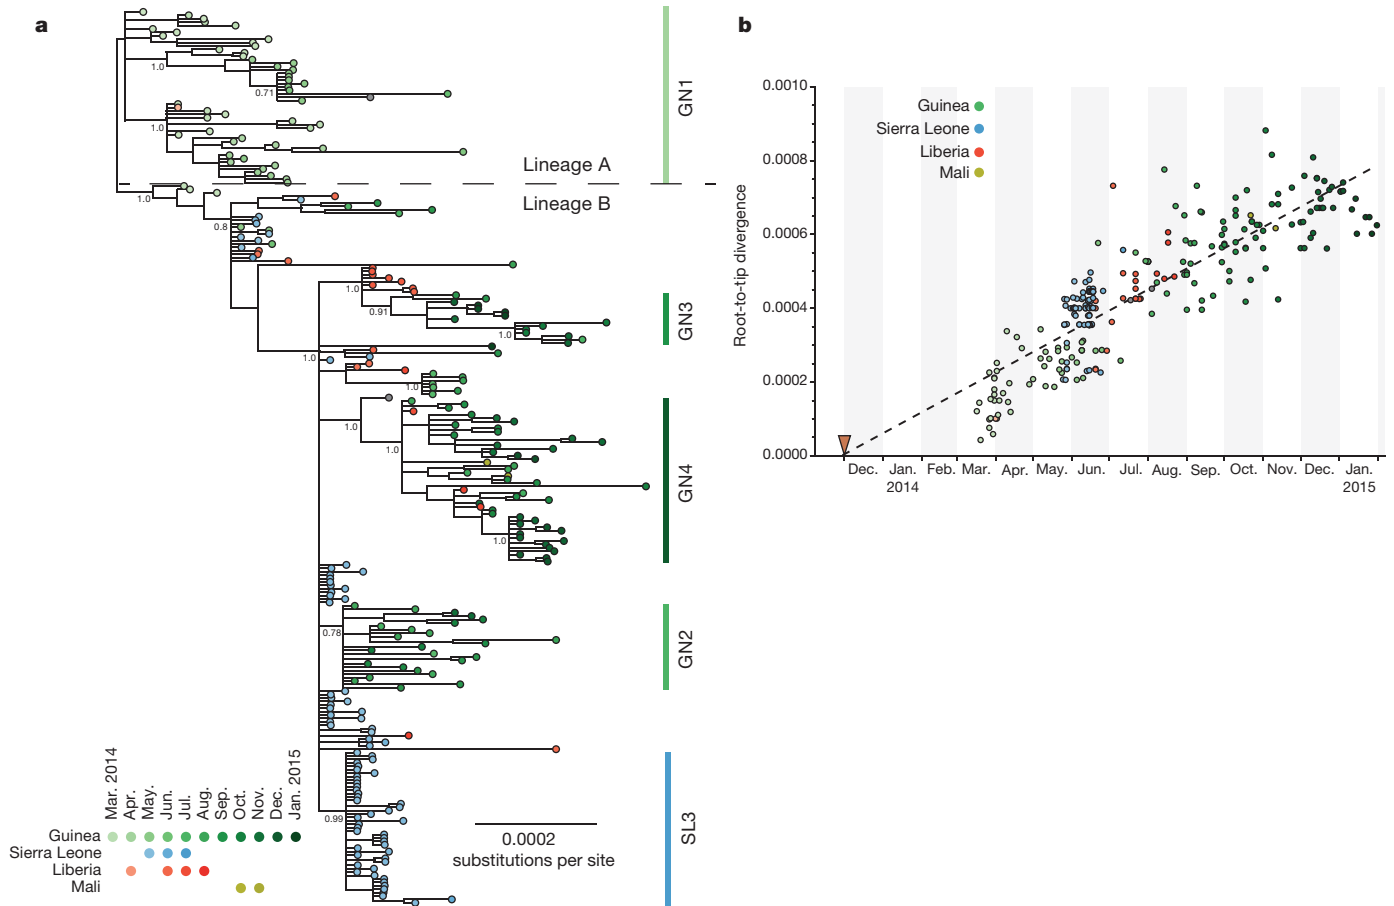 a
1.0
0.71
1.0
Lineage A
GN1
Lineage B
1.0
0.8
1.0
0.91
GN3
1.0
1.0
1.0
1.0
1.0
GN4
1.0
0.78
GN2
0.99
SL3
0.0002
substitutions per site
Mar. 2014
Apr.
May.
Jun.
Jul.
Aug.
Sep.
Oct.
Nov.
Dec.
Jan. 2015
Guinea
Sierra Leone
Liberia
Mali
b
Root-to-tip divergence
0.0010
0.0008
0.0006
0.0004
0.0002
0.0000
Guinea
Sierra Leone
Liberia
Mali
Dec. Jan. Feb. Mar. Apr. May. Jun. Jul. Aug. Sep. Oct. Nov. Dec. Jan.
2014 2015